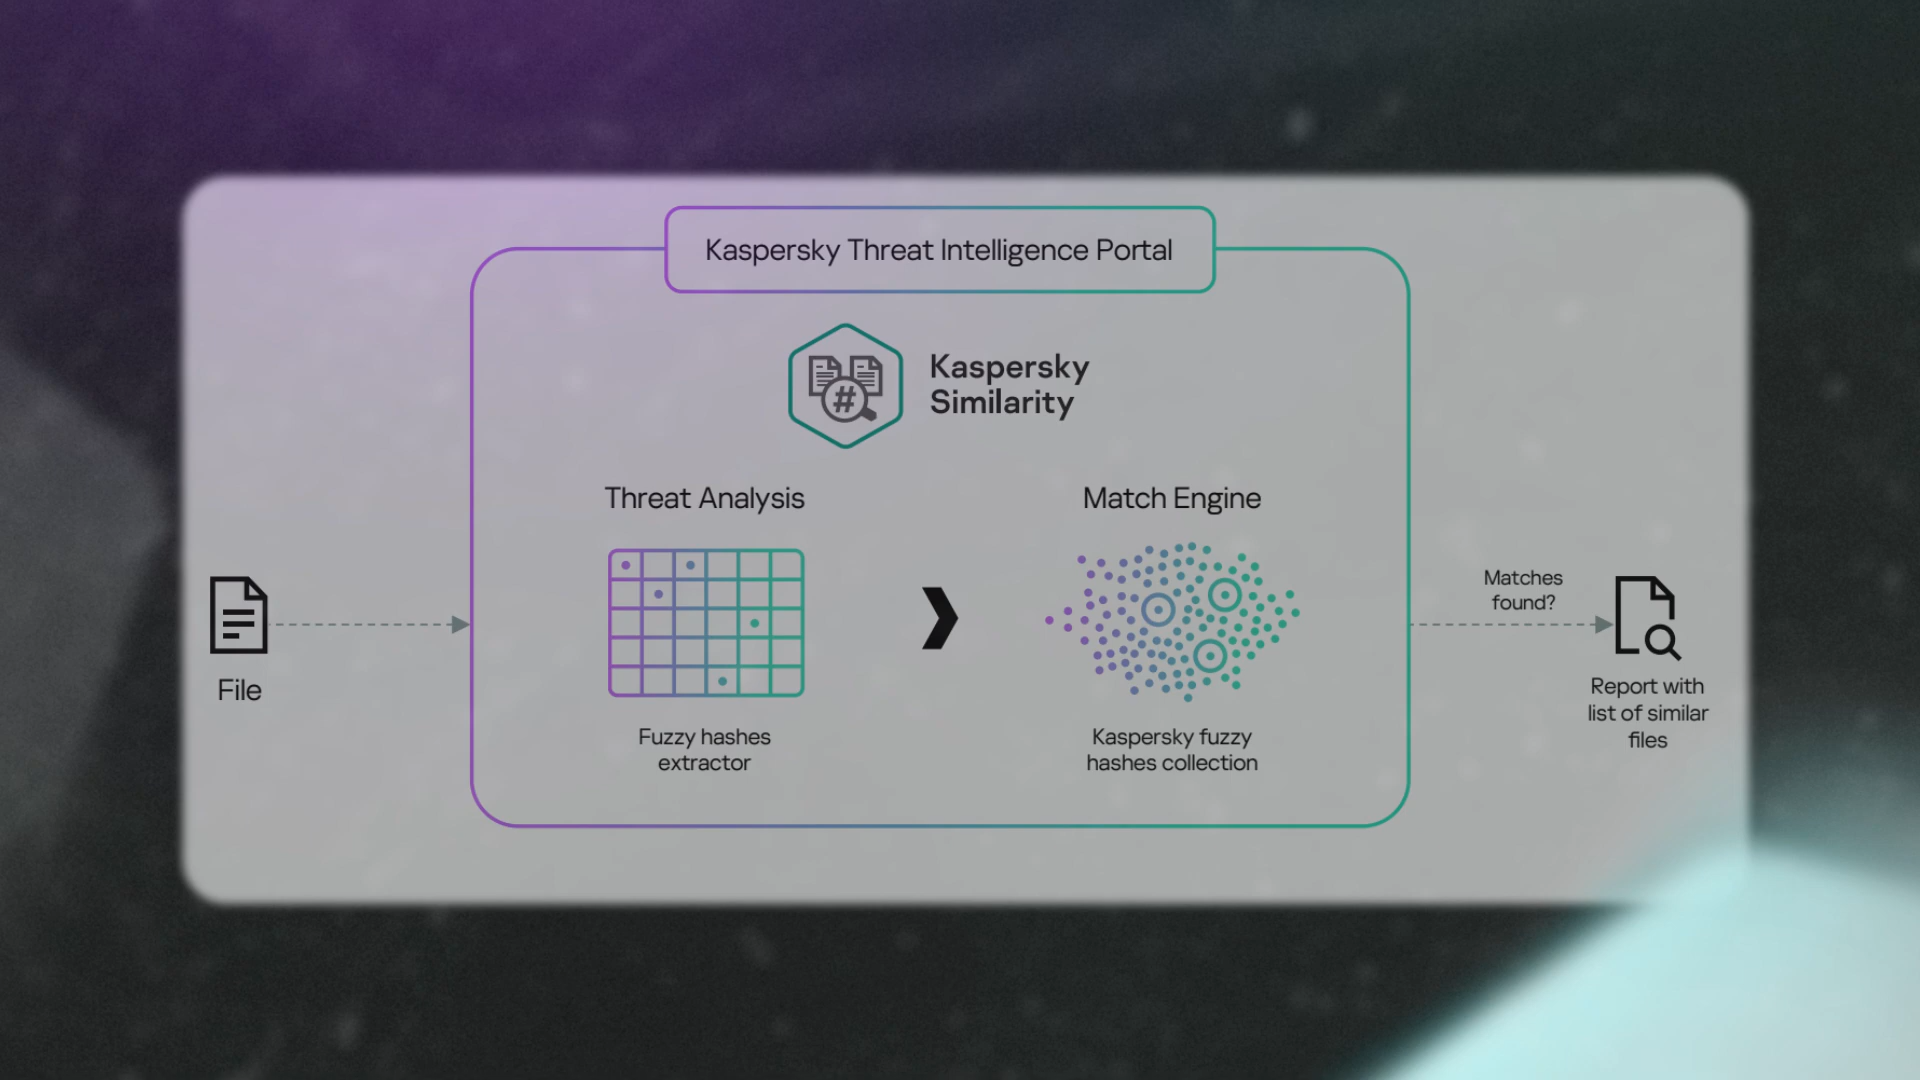 Kaspersky Threat Intelligence Portal
#
Kaspersky
Similarity
Threat Analysis
Match Engine
File
Fuzzy hashes
extractor
Kaspersky fuzzy
hashes collection
Matches
found?
Report with
list of similar
files